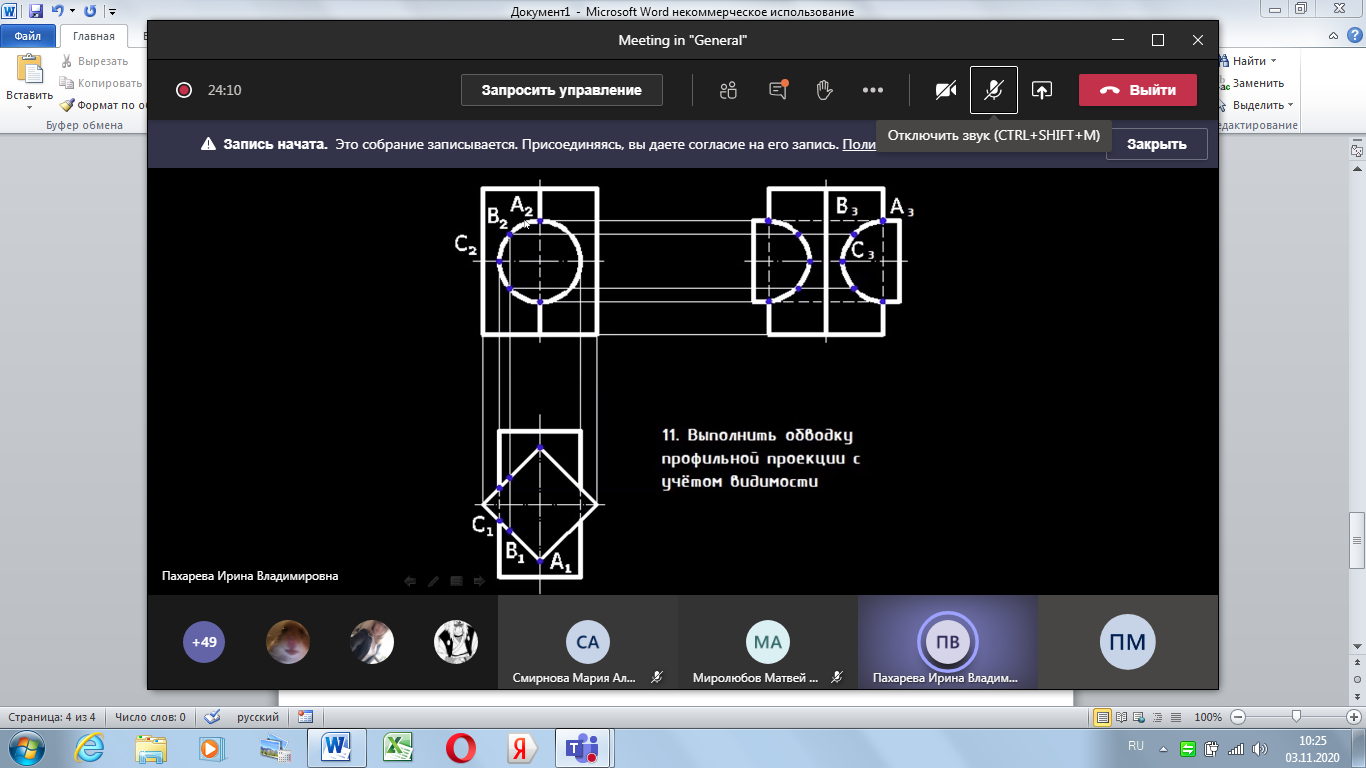 Документ1 - Microsoft Word некоммерческое использование
Файл
Главная
Вырезать
Копировать
Вставить
Формат по об
Буфер обмена
Найти
Заменить
Выделить
едактирование
Meeting in "General"
24:10
Запросить управление
Выйти
Отключить звук (CTRL+SHIFT+M)
Запись начата. Это собрание записывается. Присоединяясь, вы даете согласие на его запись. Поли
Закрыть
A2
B2
C2
B3
A3
C3
C1
B1
A1
11. Выполнить обводку
профильной проекции с
учётом видимости
Пахарева Ирина Владимировна
+49
СА
МА
ПВ
ПМ
Смирнова Мария Ал...
Миролюбов Матвей ...
Пахарева Ирина Владим...
Страница: 4 из 4
Число слов: 0
русский
100%
RU
10:25
03.11.2020